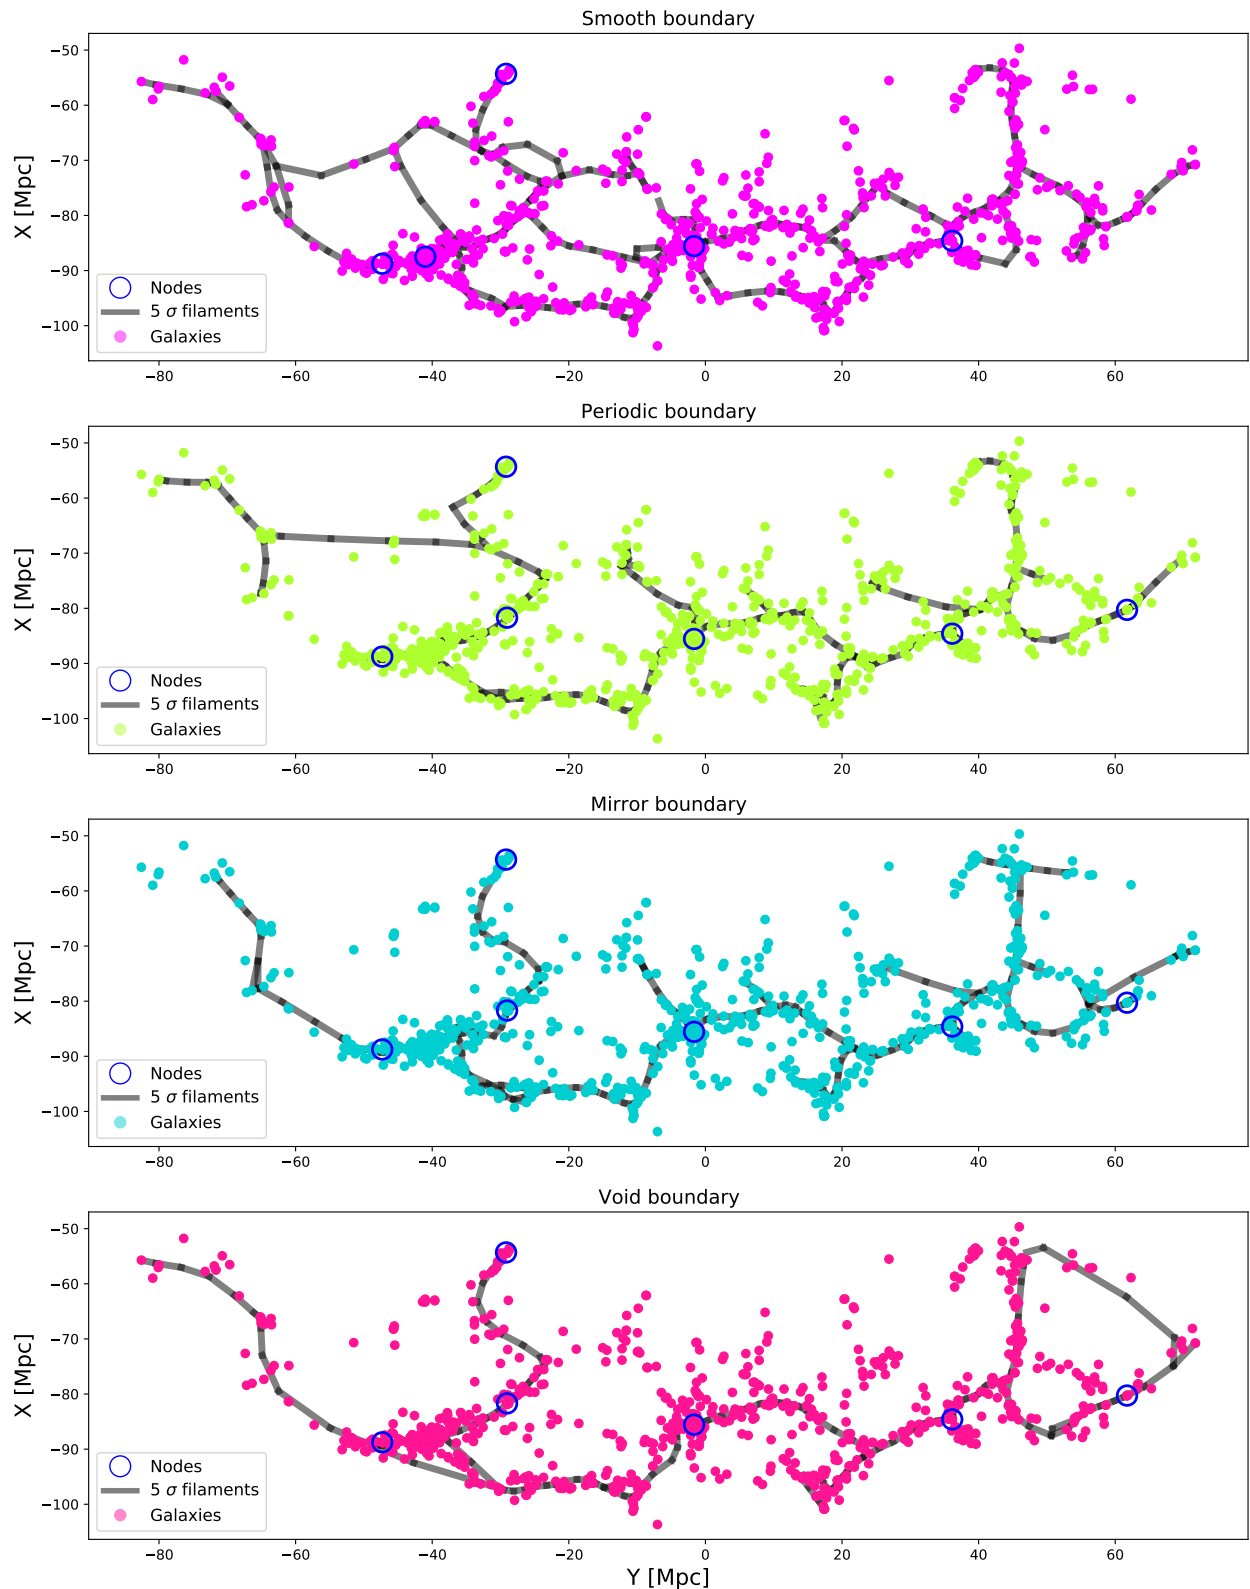 Smooth boundary
−50
−60
−70
−80
−90
−100
X [Mpc]
Nodes
5 σ filaments
Galaxies
−80 −60 −40 −20 0 20 40 60
Periodic boundary
−50
−60
−70
−80
−90
−100
X [Mpc]
Nodes
5 σ filaments
Galaxies
−80 −60 −40 −20 0 20 40 60
Mirror boundary
−50
−60
−70
−80
−90
−100
X [Mpc]
Nodes
5 σ filaments
Galaxies
−80 −60 −40 −20 0 20 40 60
Void boundary
−50
−60
−70
−80
−90
−100
X [Mpc]
Nodes
5 σ filaments
Galaxies
−80 −60 −40 −20 0 20 40 60
Y [Mpc]